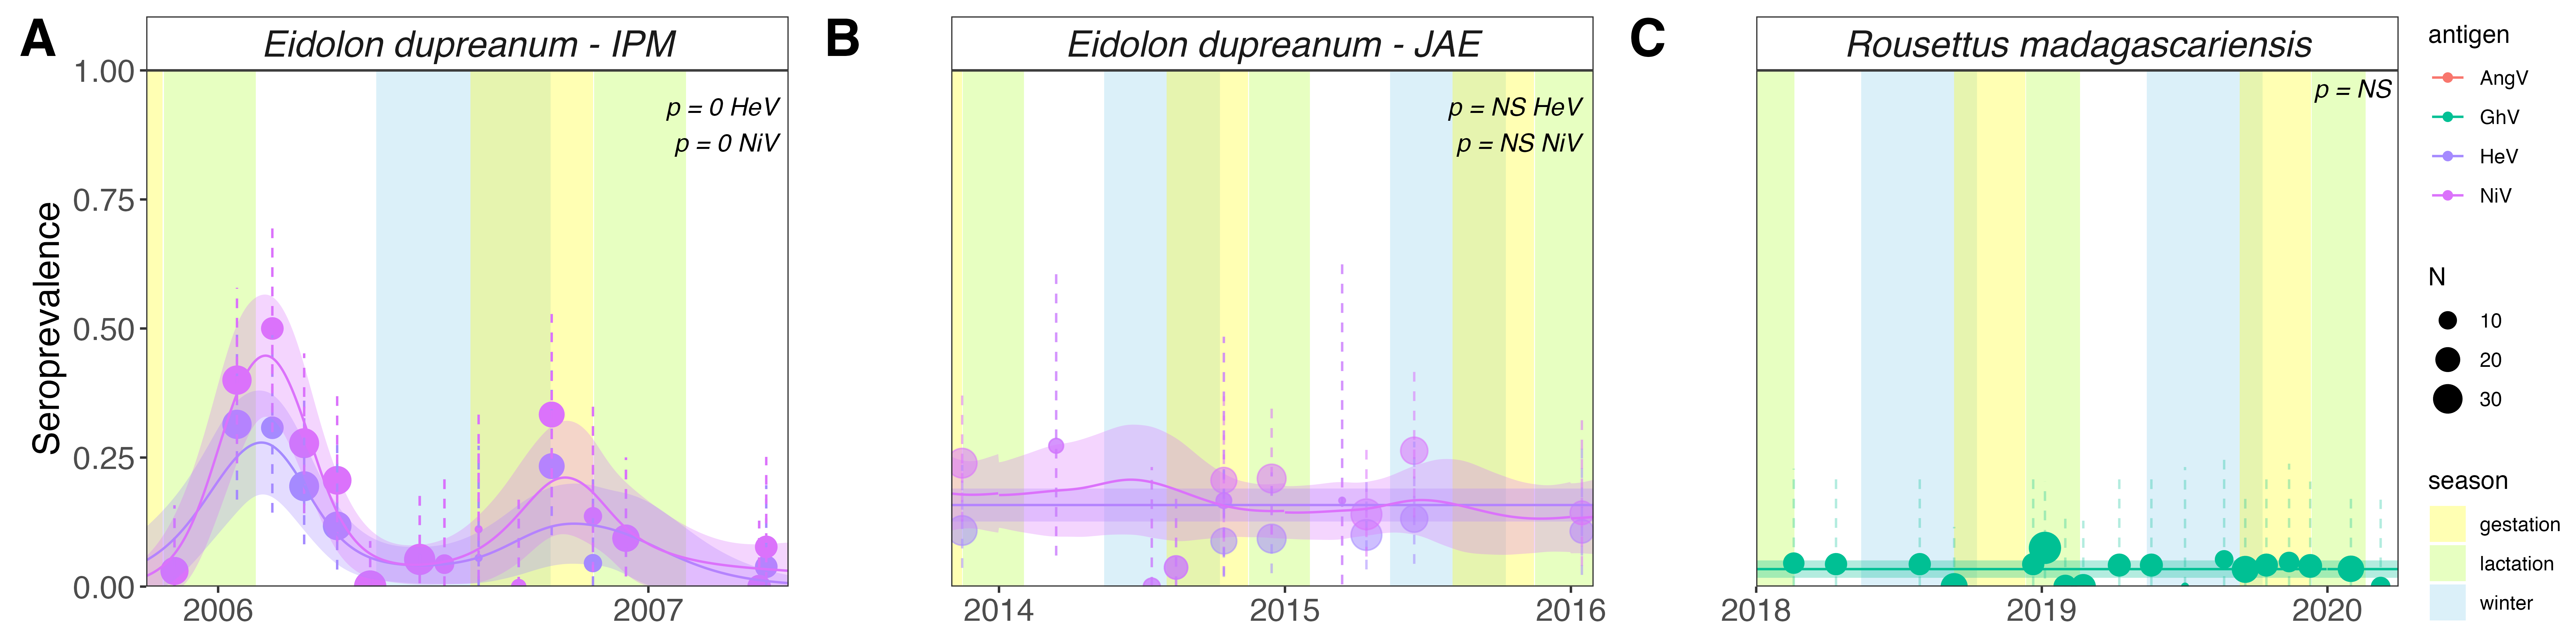 A
Eidolon dupreanum - IPM
p = 0 HeV
p = 0 NiV
Seroprevalence
1.00
0.75
0.50
0.25
0.00
2006
2007
B
Eidolon dupreanum - JAE
p = NS HeV
p = NS NiV
2014
2015
2016
C
Rousettus madagascariensis
p = NS
2018
2019
2020
antigen
AngV
GhV
HeV
NiV
N
10
20
30
season
gestation
lactation
winter